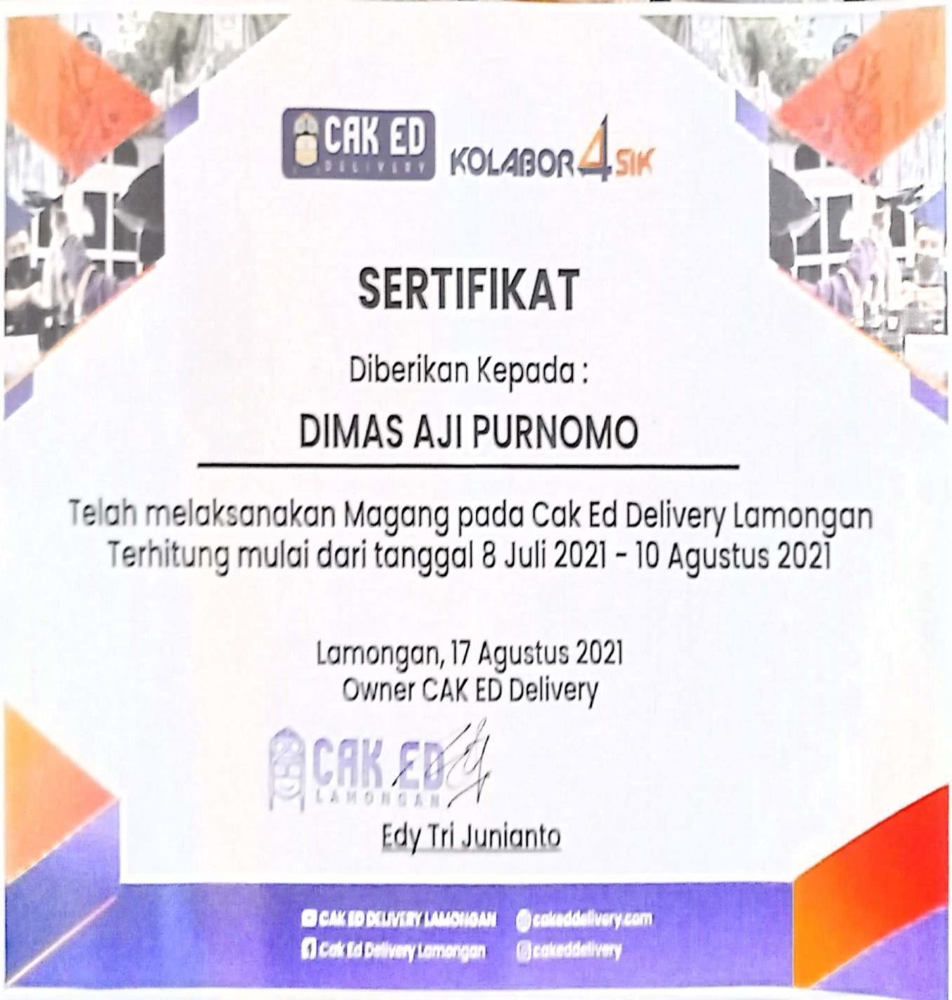 CAK ED
DELIVERY
KOLABOR4SIK
SERTIFIKAT
Diberikan Kepada :
DIMAS AJI PURNOMO
Telah melaksanakan Magang pada Cak Ed Delivery Lamongan
Terhitung mulai dari tanggal 8 Juli 2021 - 10 Agustus 2021
Lamongan, 17 Agustus 2021
Owner CAK ED Delivery
CAK ED
LAMONGAN
Edy Tri Junianto
CAK ED DELIVERY LAMONGAN cakeddelivery.com
Cak Ed Delivery Lamongan cakeddelivery